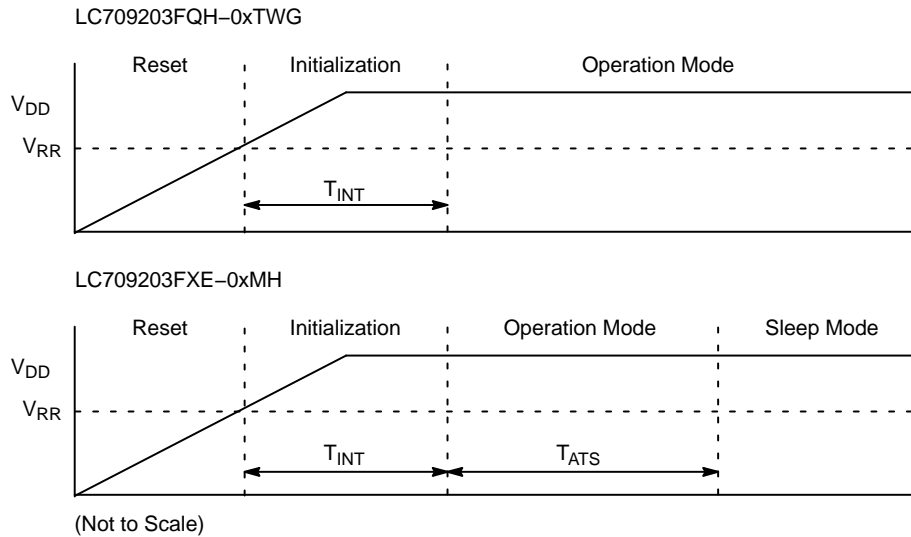 LC709203FQH−0xTWG
Reset Initialization Operation Mode
VDD
VRR
TINT
LC709203FXE−0xMH
Reset Initialization Operation Mode Sleep Mode
VDD
VRR
TINT TATS
(Not to Scale)